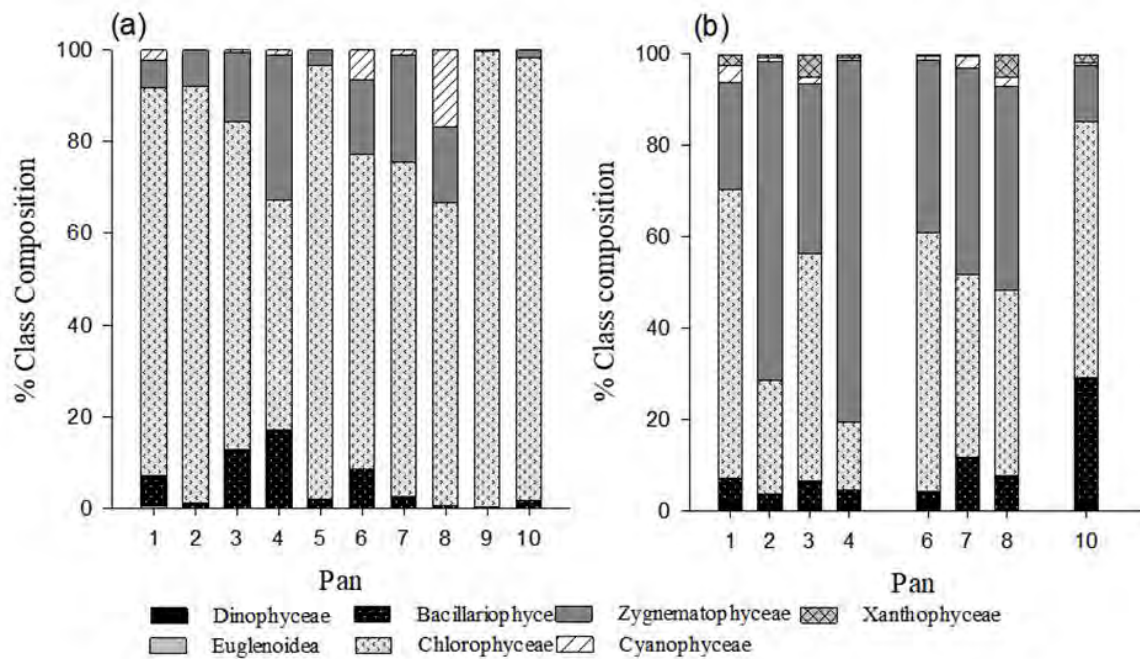 (a)
% Class Composition
100
80
60
40
20
0
1 2 3 4 5 6 7 8 9 10
Pan
(b)
% Class composition
100
80
60
40
20
0
1 2 3 4 6 7 8 10
Pan
Dinophyceae Bacillariophyce Zygnematophyceae Xanthophyceae
Euglenoidea Chlorophyceae Cyanophyceae